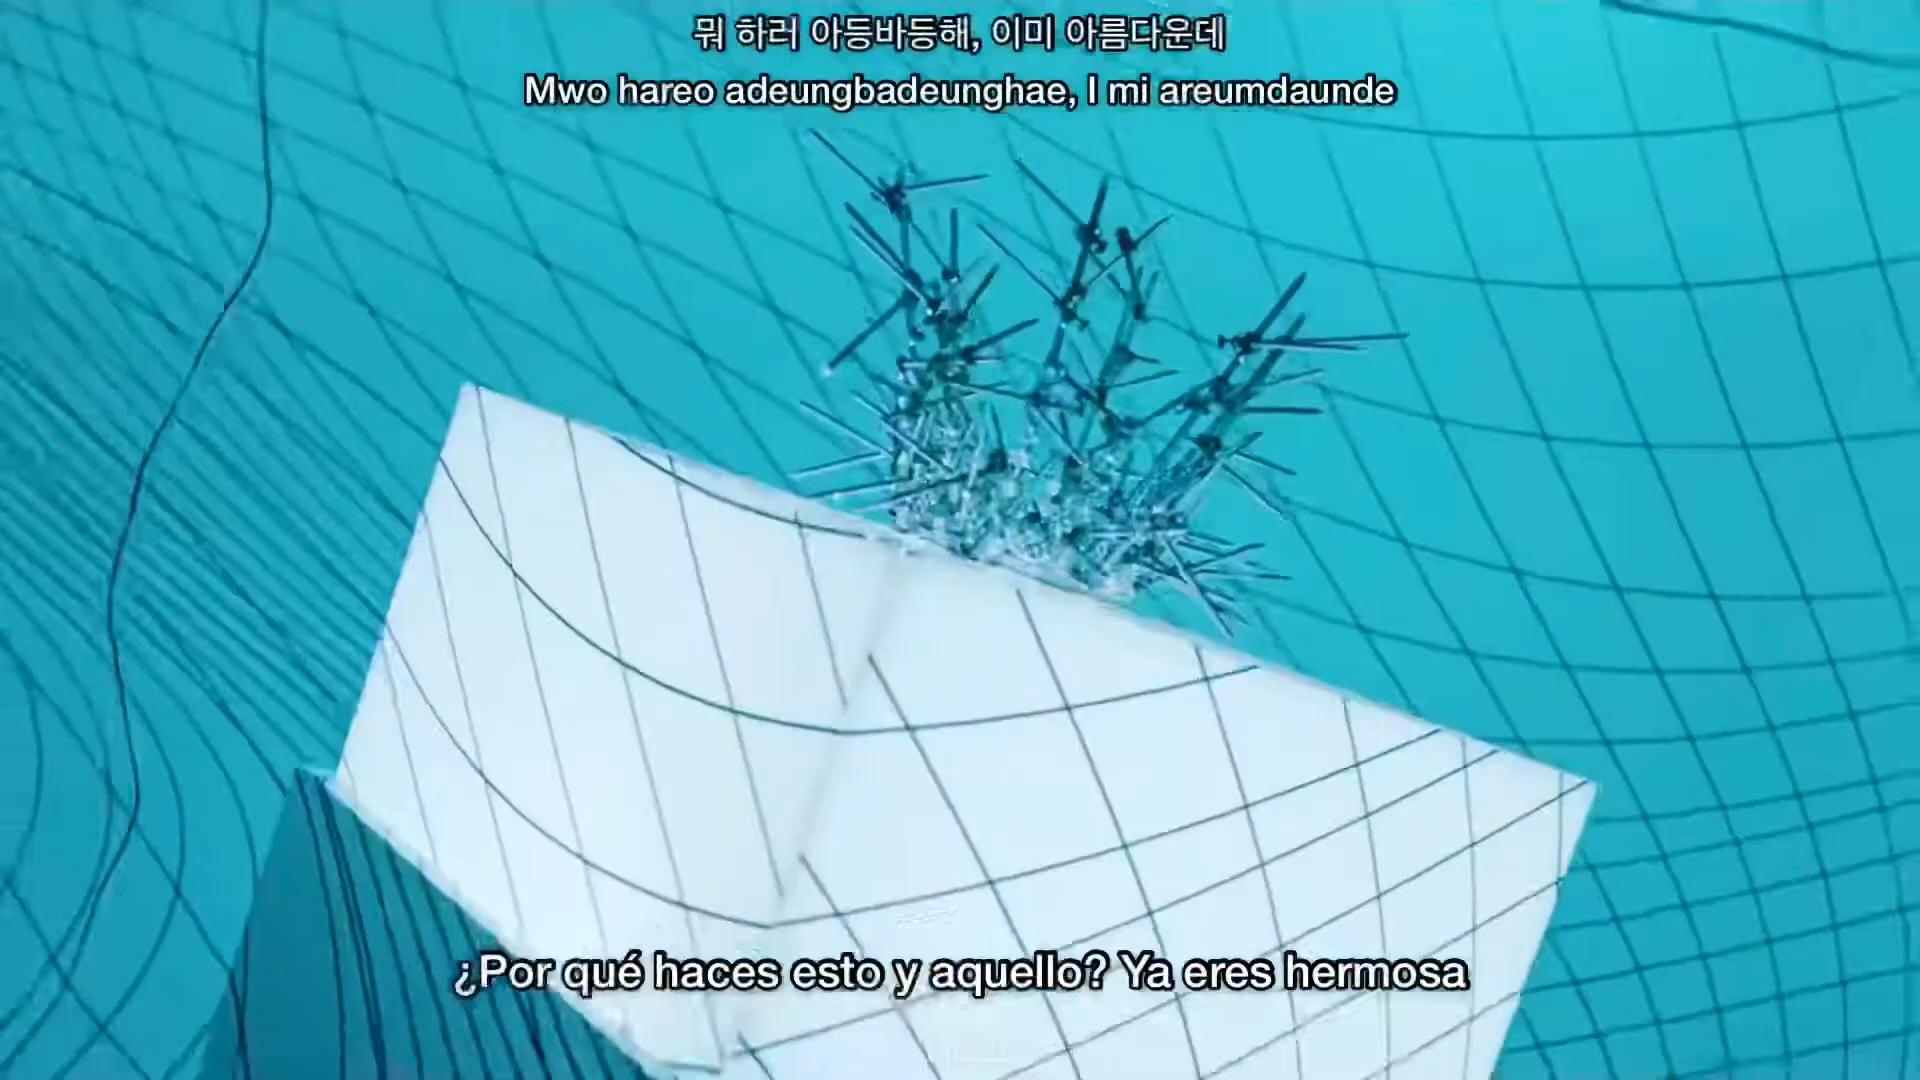 뭐 하러 아등바등해, 이미 아름다운데
Mwo hareo adeungbadeunghae, I mi areumdaunde
¿Por qué haces esto y aquello? Ya eres hermosa